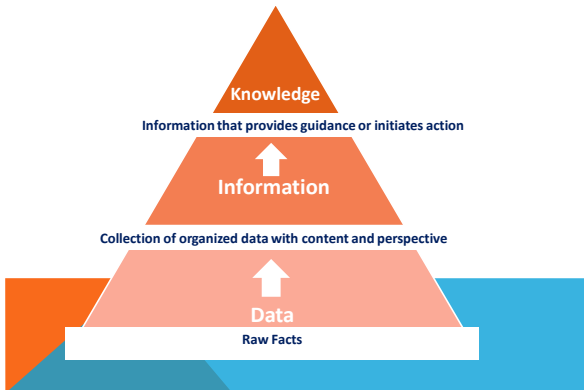 Knowledge
Information that provides guidance or initiates action
Information
Collection of organized data with content and perspective
Data
Raw Facts